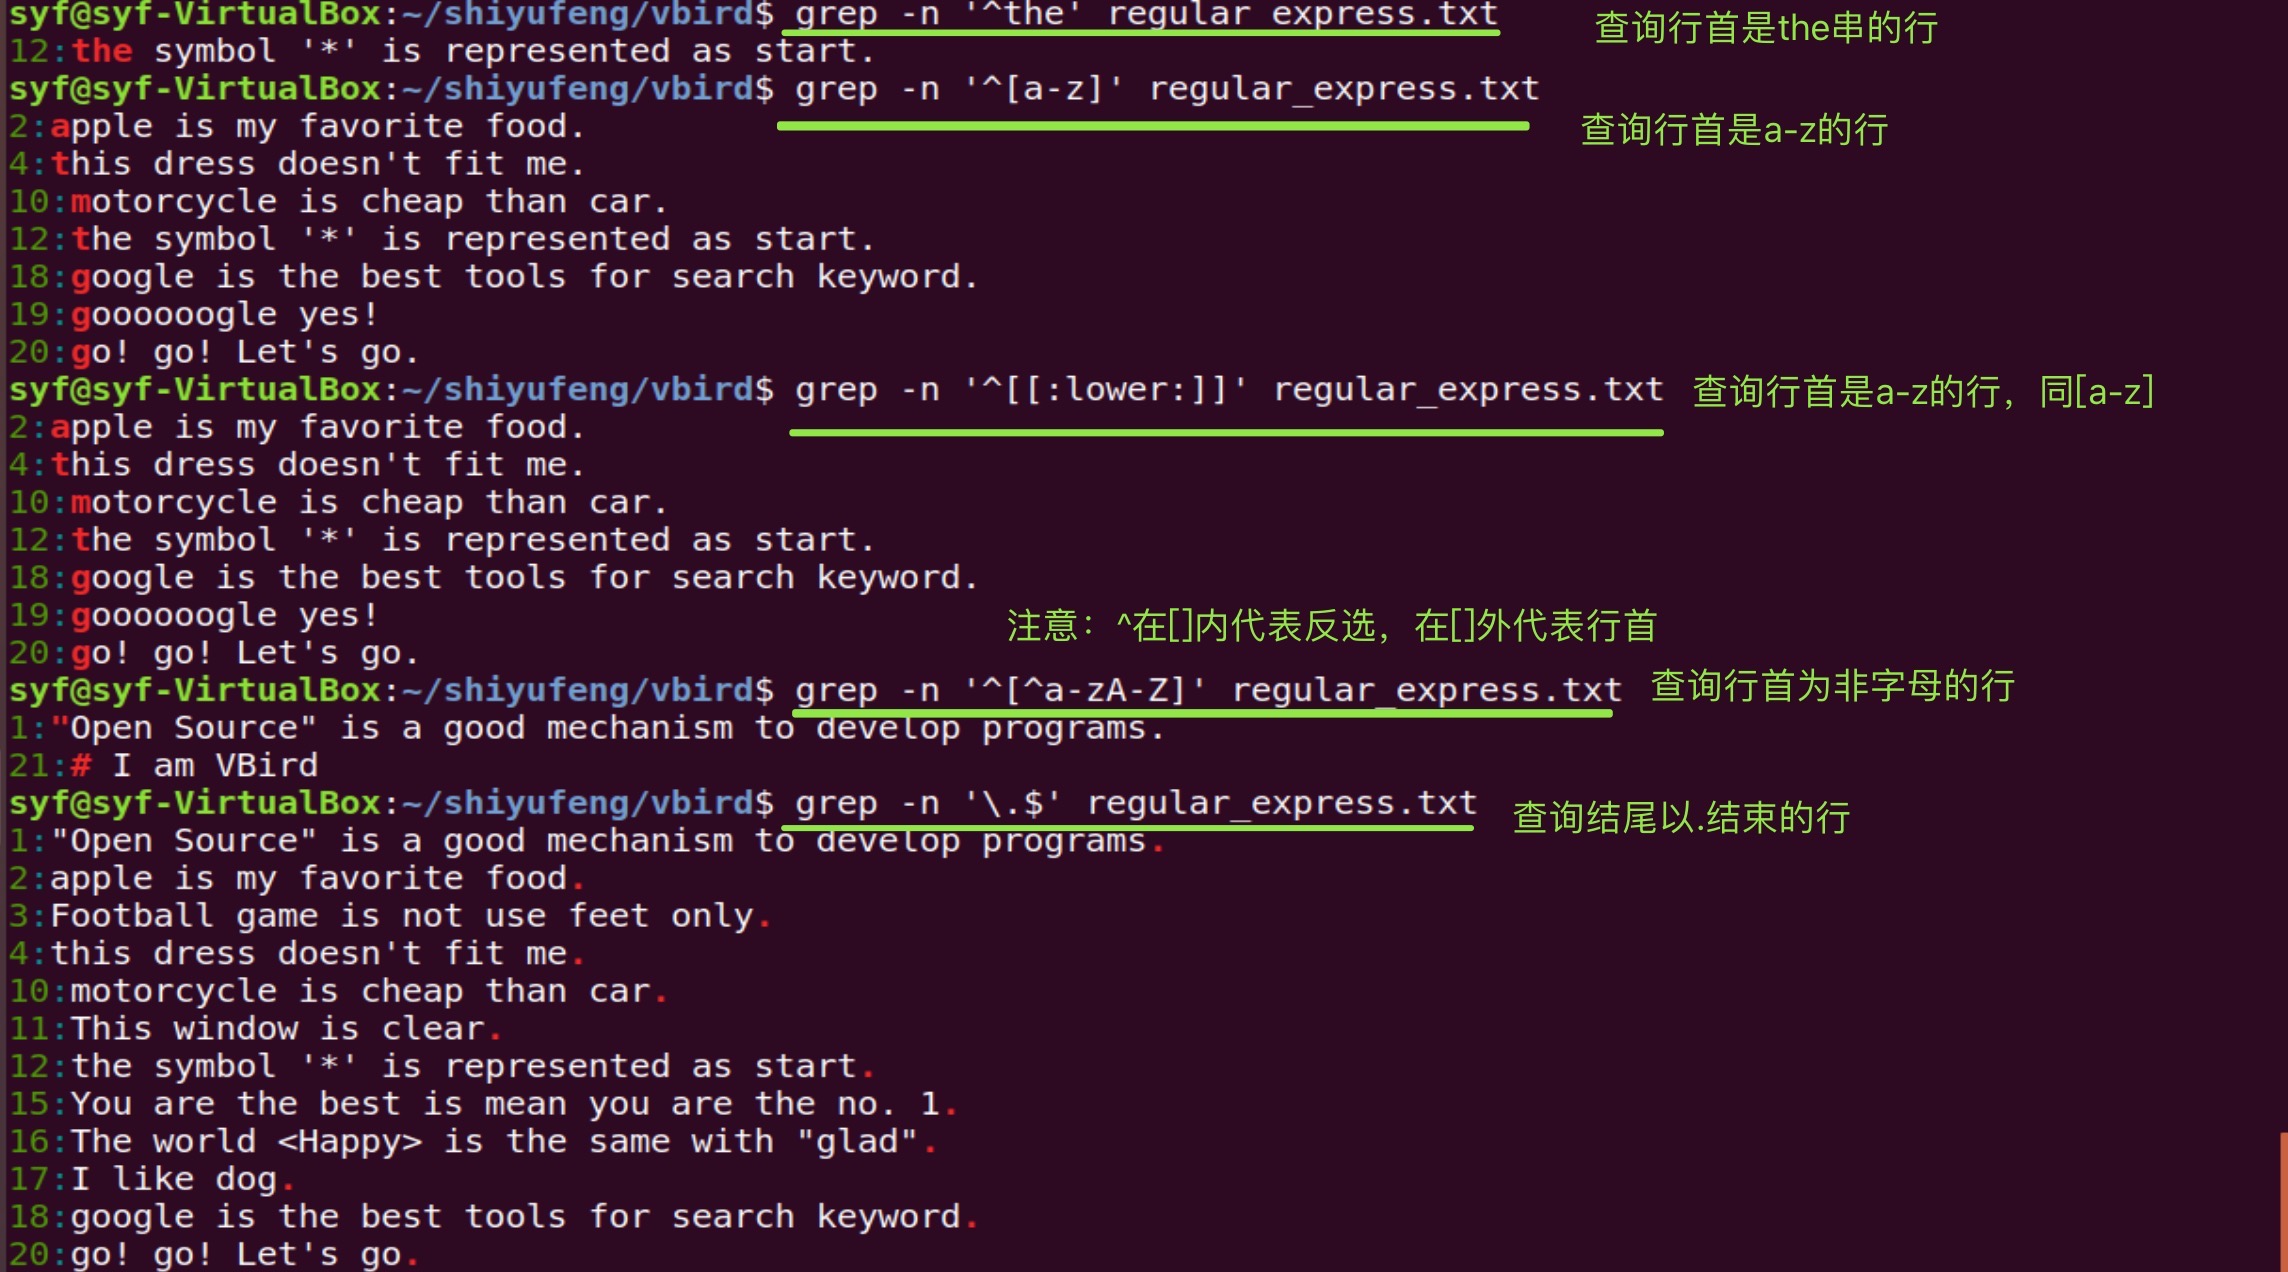 syf@syf-VirtualBox:~/shiyufeng/vbird$ grep -n '^the' regular_express.txt 查询行首是the串的行
12:the symbol '*' is represented as start.
syf@syf-VirtualBox:~/shiyufeng/vbird$ grep -n '^[a-z]' regular_express.txt
2:apple is my favorite food. 查询行首是a-z的行
4:this dress doesn't fit me.
10:motorcycle is cheap than car.
12:the symbol '*' is represented as start.
18:google is the best tools for search keyword.
19:goooooogle yes!
20:go! go! Let's go.
syf@syf-VirtualBox:~/shiyufeng/vbird$ grep -n '^[[:lower:]]' regular_express.txt 查询行首是a-z的行，同[a-z]
2:apple is my favorite food.
4:this dress doesn't fit me.
10:motorcycle is cheap than car.
12:the symbol '*' is represented as start.
18:google is the best tools for search keyword.
19:goooooogle yes!
注意：^在[]内代表反选，在[]外代表行首
20:go! go! Let's go.
syf@syf-VirtualBox:~/shiyufeng/vbird$ grep -n '^[^a-zA-Z]' regular_express.txt 查询行首为非字母的行
1:"Open Source" is a good mechanism to develop programs.
21:# I am VBird
syf@syf-VirtualBox:~/shiyufeng/vbird$ grep -n '\.$' regular_express.txt 查询结尾以.结束的行
1:"Open Source" is a good mechanism to develop programs.
2:apple is my favorite food.
3:Football game is not use feet only.
4:this dress doesn't fit me.
10:motorcycle is cheap than car.
11:This window is clear.
12:the symbol '*' is represented as start.
15:You are the best is mean you are the no. 1.
16:The world <Happy> is the same with "glad".
17:I like dog.
18:google is the best tools for search keyword.
20:go! go! Let's go.